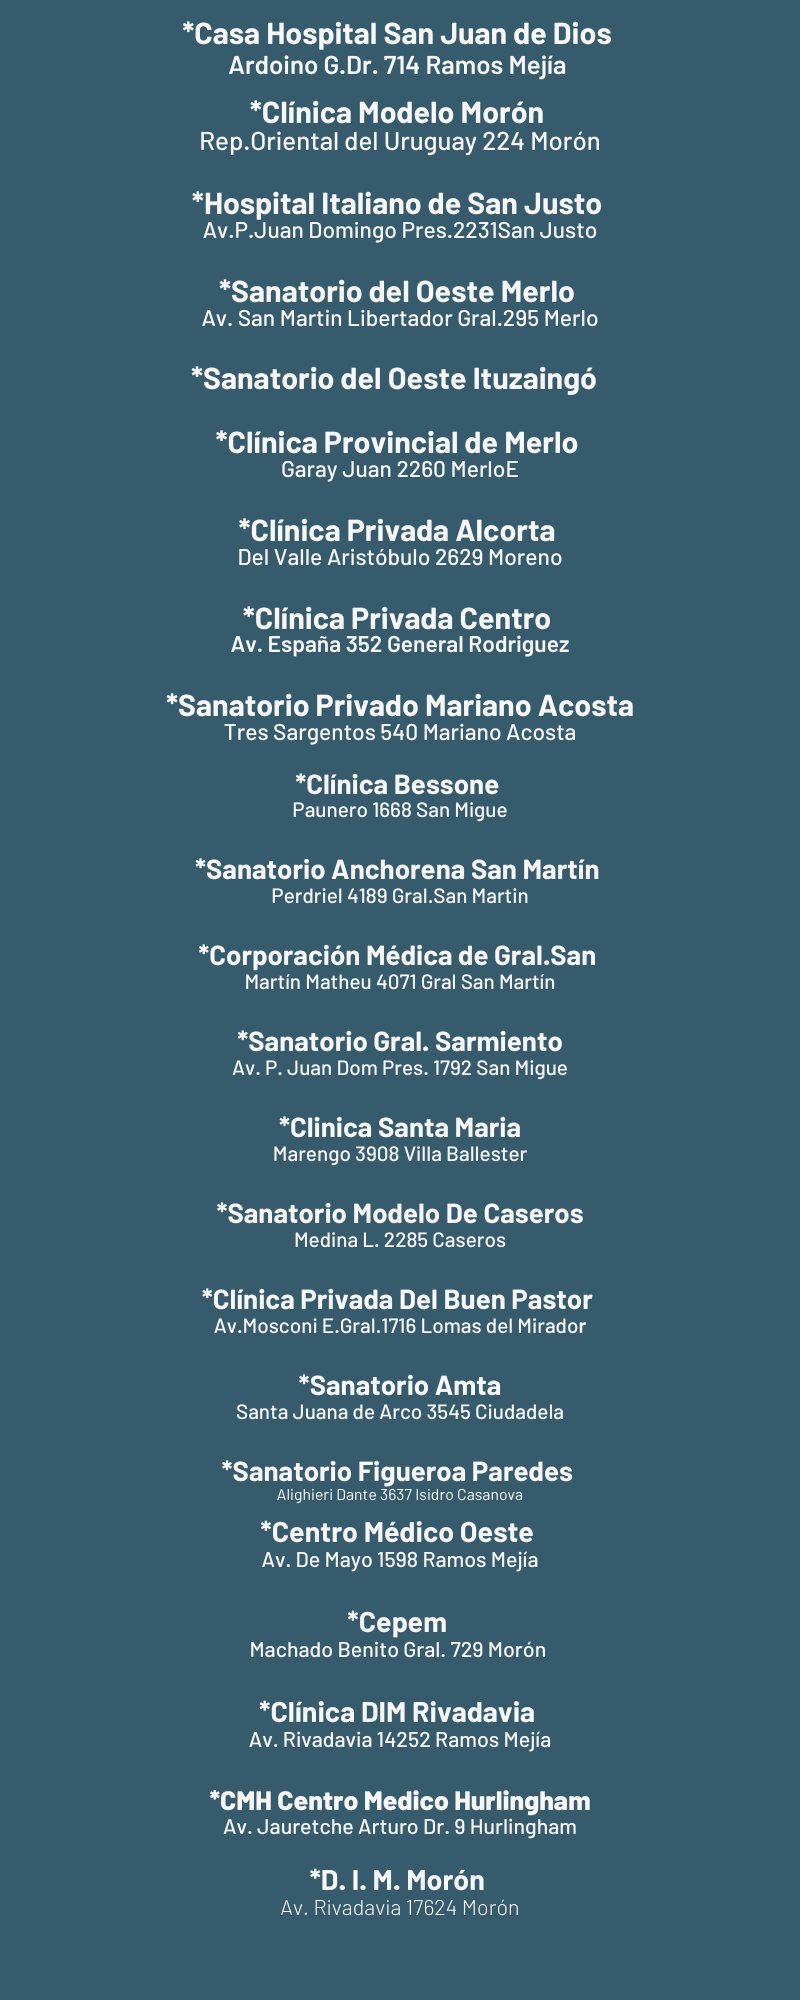 *Casa Hospital San Juan de Dios
Ardoino G.Dr. 714 Ramos Mejía
*Clínica Modelo Morón
Rep.Oriental del Uruguay 224 Morón
*Hospital Italiano de San Justo
Av.P.Juan Domingo Pres.2231San Justo
*Sanatorio del Oeste Merlo
Av. San Martin Libertador Gral.295 Merlo
*Sanatorio del Oeste Ituzaingó
*Clínica Provincial de Merlo
Garay Juan 2260 MerloE
*Clínica Privada Alcorta
Del Valle Aristóbulo 2629 Moreno
*Clínica Privada Centro
Av. España 352 General Rodriguez
*Sanatorio Privado Mariano Acosta
Tres Sargentos 540 Mariano Acosta
*Clínica Bessone
Paunero 1668 San Migue
*Sanatorio Anchorena San Martín
Perdriel 4189 Gral.San Martin
*Corporación Médica de Gral.San
Martín Matheu 4071 Gral San Martín
*Sanatorio Gral. Sarmiento
Av. P. Juan Dom Pres. 1792 San Migue
*Clinica Santa Maria
Marengo 3908 Villa Ballester
*Sanatorio Modelo De Caseros
Medina L. 2285 Caseros
*Clínica Privada Del Buen Pastor
Av.Mosconi E.Gral.1716 Lomas del Mirador
*Sanatorio Amta
Santa Juana de Arco 3545 Ciudadela
*Sanatorio Figueroa Paredes
Alighieri Dante 3637 Isidro Casanova
*Centro Médico Oeste
Av. De Mayo 1598 Ramos Mejía
*Cepem
Machado Benito Gral. 729 Morón
*Clínica DIM Rivadavia
Av. Rivadavia 14252 Ramos Mejía
*CMH Centro Medico Hurlingham
Av. Jauretche Arturo Dr. 9 Hurlingham
*D. I. M. Morón
Av. Rivadavia 17624 Morón